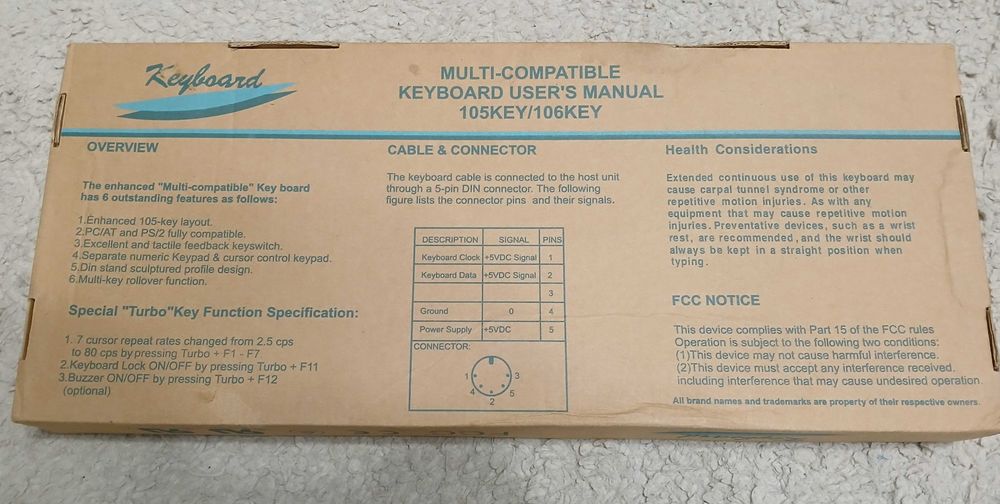 Keyboard
MULTI-COMPATIBLE
KEYBOARD USER'S MANUAL
105KEY/106KEY
OVERVIEW
The enhanced "Multi-compatible" Key board
has 6 outstanding features as follows:
1.Enhanced 105-key layout.
2.PC/AT and PS/2 fully compatible.
3.Excellent and tactile feedback keyswitch.
4.Separate numeric Keypad & cursor control keypad.
5.Din stand sculptured profile design.
6.Multi-key rollover function.
Special "Turbo"Key Function Specification:
1. 7 cursor repeat rates changed from 2.5 cps
to 80 cps by pressing Turbo + F1 - F7
2.Keyboard Lock ON/OFF by pressing Turbo + F11
3.Buzzer ON/OFF by pressing Turbo + F12
(optional)
CABLE & CONNECTOR
The keyboard cable is connected to the host unit
through a 5-pin DIN connector. The following
figure lists the connector pins and their signals.
DESCRIPTION SIGNAL PINS
Keyboard Clock +5VDC Signal 1
Keyboard Data +5VDC Signal 2
3
Ground 0 4
Power Supply +5VDC 5
CONNECTOR:
1 3
4 5
2
Health Considerations
Extended continuous use of this keyboard may
cause carpal tunnel syndrome or other
repetitive motion injuries. As with any
equipment that may cause repetitive motion
injuries. Preventative devices, such as a wrist
rest, are recommended, and the wrist should
always be kept in a straight position when
typing.
FCC NOTICE
This device complies with Part 15 of the FCC rules
Operation is subject to the following two conditions:
(1)This device may not cause harmful interference.
(2)This device must accept any interference received.
including interference that may cause undesired operation.
All brand names and trademarks are property of their respective owners.